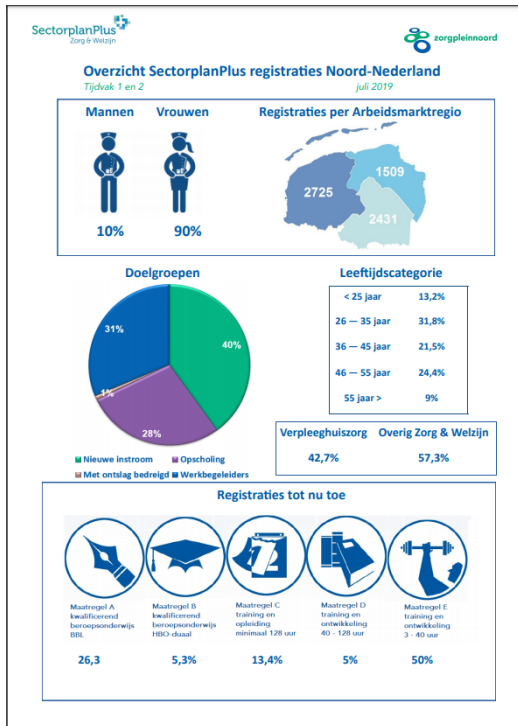 SectorplanPlus
Zorg & Welzijn
zorgpleinnoord
Overzicht SectorplanPlus registraties Noord-Nederland
Tijdvak 1 en 2
juli 2019
Mannen
Vrouwen
10%
90%
Registraties per Arbeidsmarktregio
1509
2725
2431
Doelgroepen
31%
40%
1%
28%
Nieuwe instroom
Opscholing
Met ontslag bedreigd
Werkbegeleiders
Leeftijdscategorie
< 25 jaar 13,2%
26 — 35 jaar 31,8%
36 — 45 jaar 21,5%
46 — 55 jaar 24,4%
55 jaar > 9%
Verpleeghuiszorg Overig Zorg & Welzijn
42,7% 57,3%
Registraties tot nu toe
Maatregel A
kwalificerend
beroepsonderwijs
BBL
26,3
Maatregel B
kwalificerend
beroepsonderwijs
HBO-duaal
5,3%
Maatregel C
training en
opleiding
minimaal 128 uur
13,4%
Maatregel D
training en
ontwikkeling
40 - 128 uur
5%
Maatregel E
training en
ontwikkeling
3 - 40 uur
50%